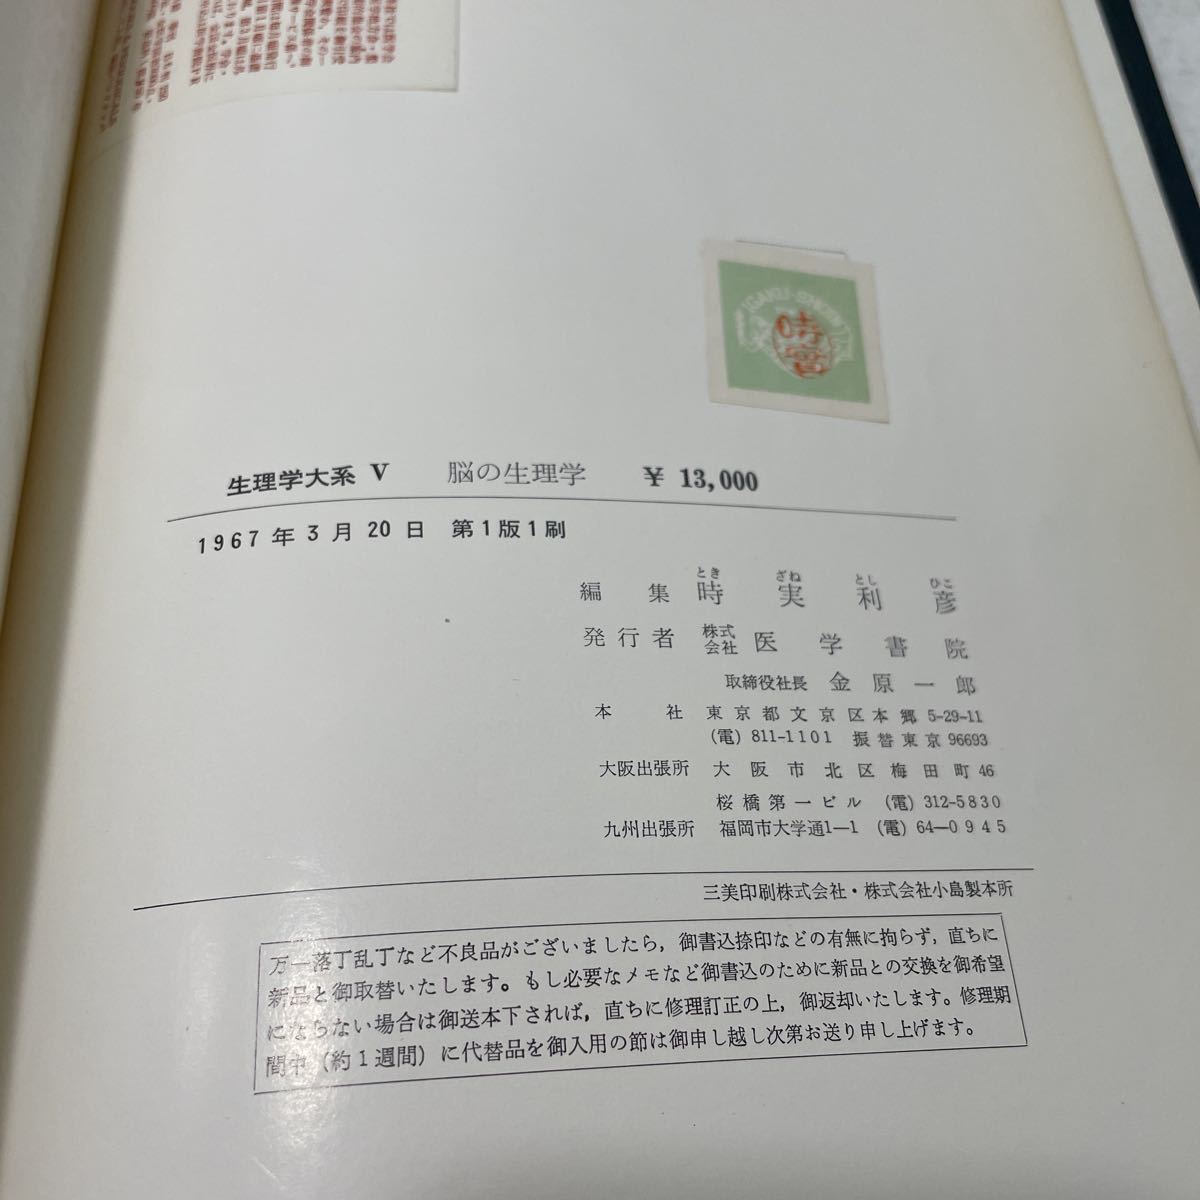 IGAKU-SHOIN
時實
生理学大系 V 脳の生理学 ¥ 13,000
1967年3月20日 第1版1刷
編集 時実利彦
とき ざね とし ひこ
発行者 株式会社 医学書院
取締役社長 金原一郎
本社 東京都文京区本郷 5-29-11
(電) 811-1101 振替東京 96693
大阪出張所 大阪市北区梅田町 46
桜橋第一ビル (電) 312-5830
九州出張所 福岡市大学通1—1 (電) 64—0945
三美印刷株式会社・株式会社小島製本所
万一落丁乱丁など不良品がございましたら，御書込捺印などの有無に拘らず，直ちに
新品と御取替いたします。もし必要なメモなど御書込のために新品との交換を御希望
にならない場合は御送本下されば，直ちに修理訂正の上，御返却いたします。修理期
間中（約1週間）に代替品を御入用の節は御申し越し次第お送り申し上げます。